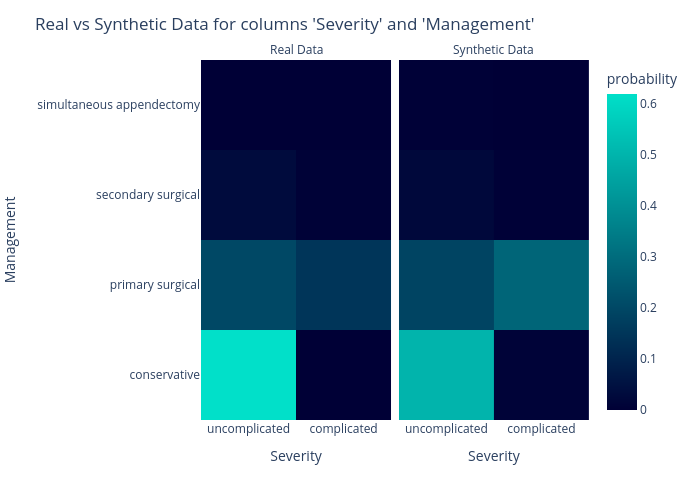 Real vs Synthetic Data for columns 'Severity' and 'Management'
Real Data
Synthetic Data
probability
Management
simultaneous appendectomy
secondary surgical
primary surgical
conservative
0.6
0.5
0.4
0.3
0.2
0.1
0
uncomplicated complicated
uncomplicated complicated
Severity
Severity